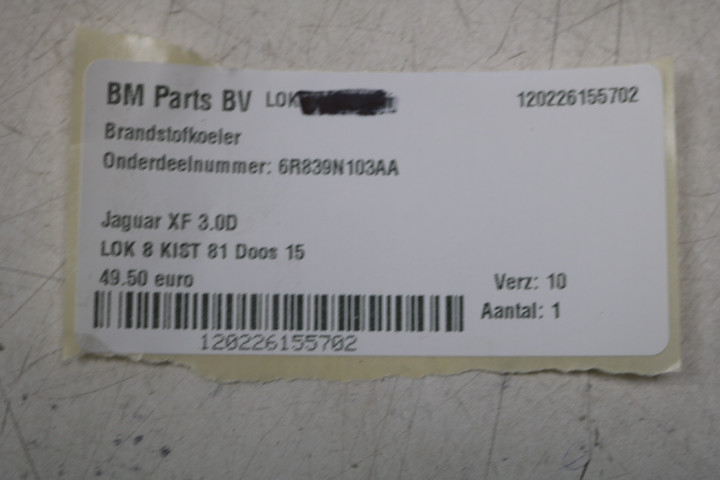 BM Parts BV LOK 120226155702
Brandstofkoeler
Onderdeelnummer: 6R839N103AA
Jaguar XF 3.0D
LOK 8 KIST 81 Doos 15
49.50 euro Verz: 10
Aantal: 1
120226155702